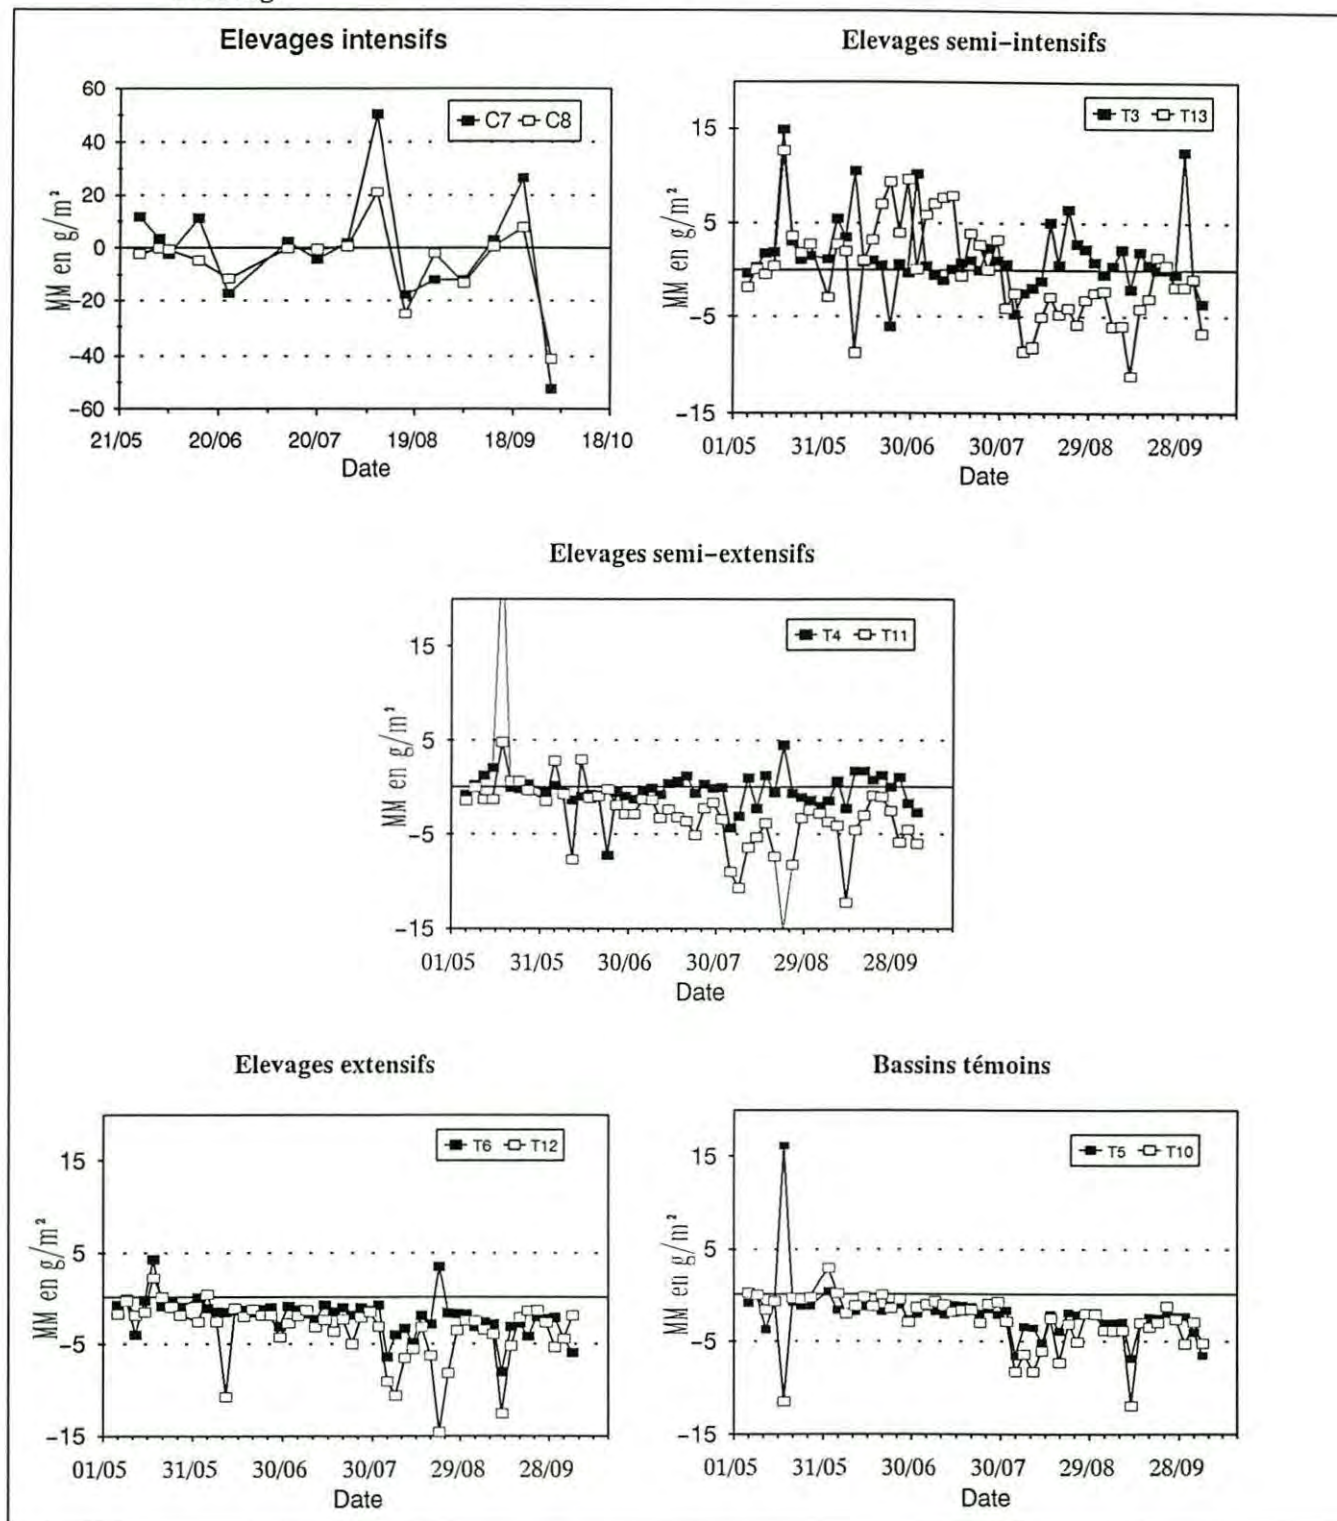 Elevages intensifs
60
40
20
0
−20
−40
−60
MM en g/m²
C7 C8
21/05 20/06 20/07 19/08 18/09 18/10
Date
Elevages semi−intensifs
15
5
−5
−15
MM en g/m²
T3 T13
01/05 31/05 30/06 30/07 29/08 28/09
Date
Elevages semi−extensifs
15
5
−5
−15
MM en g/m²
T4 T11
01/05 31/05 30/06 30/07 29/08 28/09
Date
Elevages extensifs
15
5
−5
−15
MM en g/m²
T6 T12
01/05 31/05 30/06 30/07 29/08 28/09
Date
Bassins témoins
15
5
−5
−15
MM en g/m²
T5 T10
01/05 31/05 30/06 30/07 29/08 28/09
Date